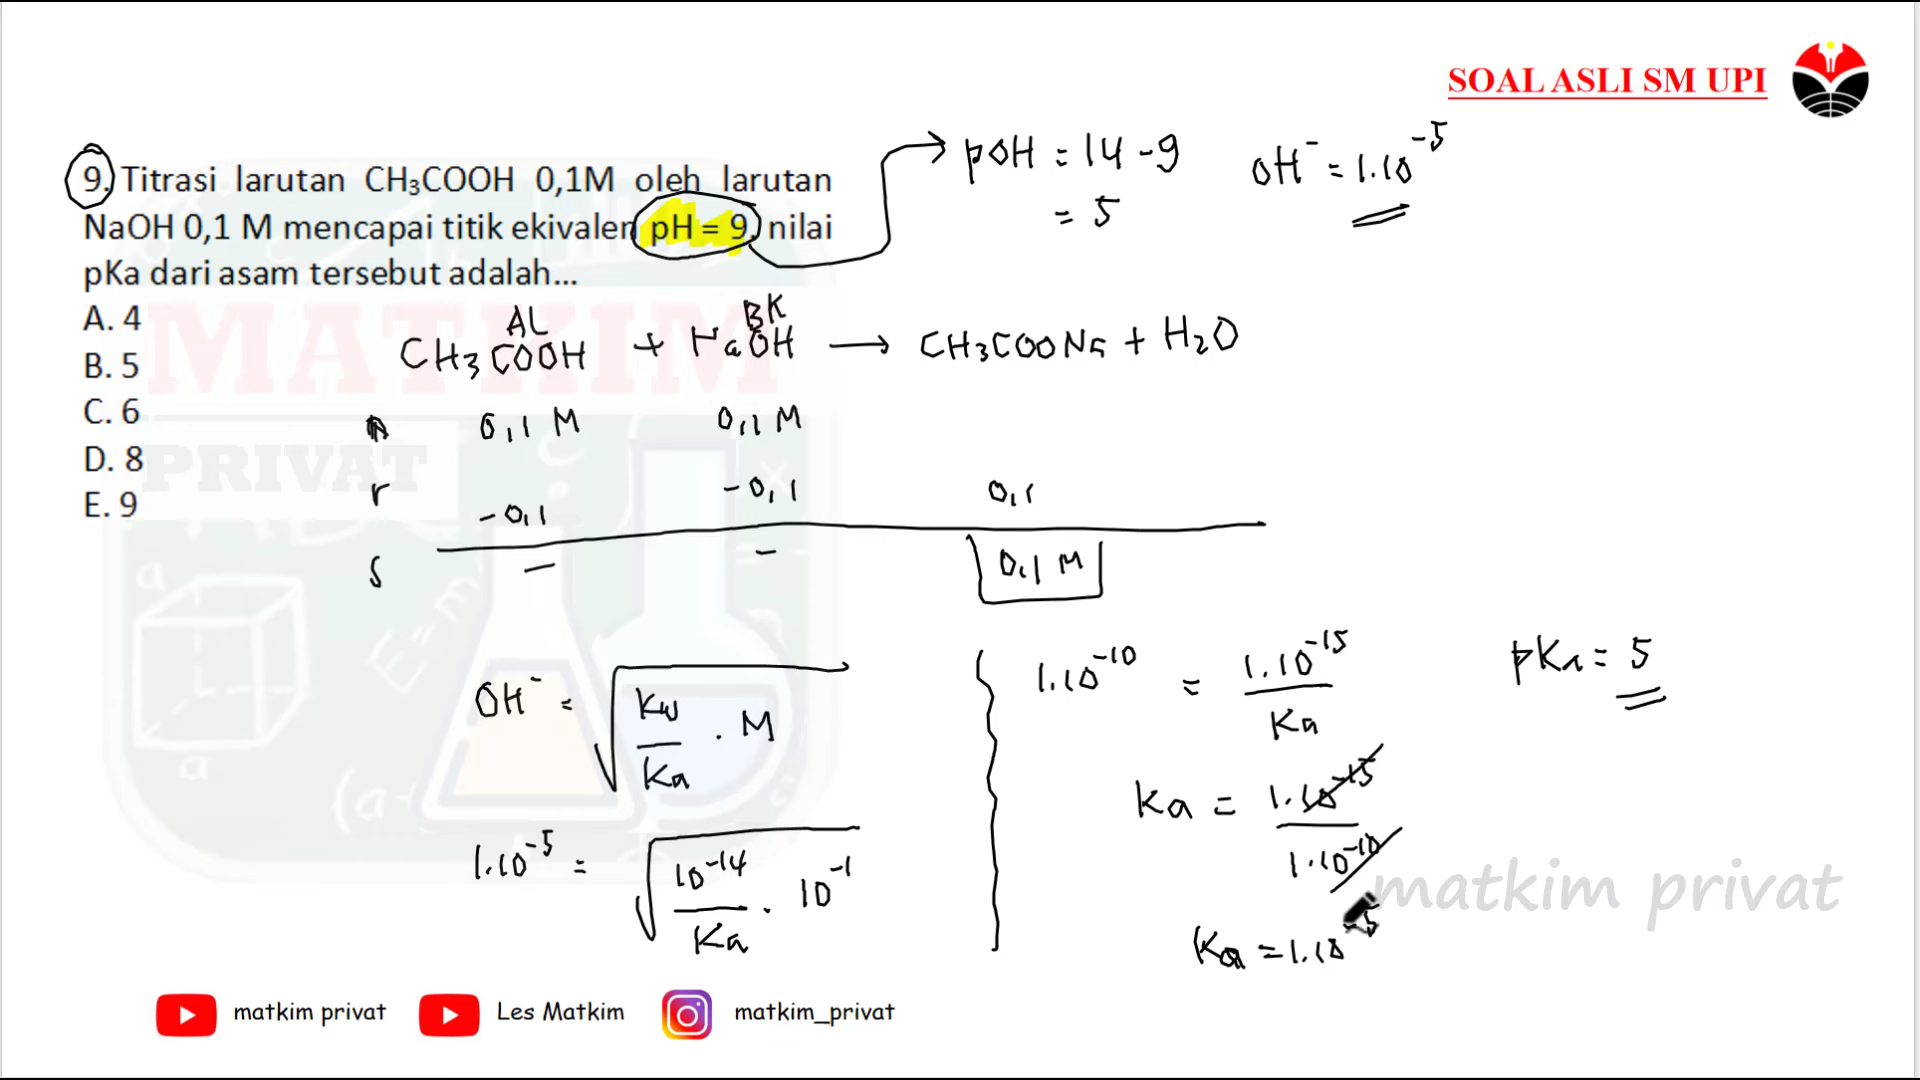 SOAL ASLI SM UPI
9. Titrasi larutan CH₃COOH 0,1M oleh larutan
NaOH 0,1 M mencapai titik ekivalen pH = 9, nilai
pKa dari asam tersebut adalah...
A. 4
B. 5
C. 6
D. 8
E. 9
pOH = 14 - 9
= 5
OH⁻ = 1.10⁻⁵
AL BK
CH₃COOH + NaOH → CH₃COONa + H₂O
0,1 M 0,1 M
r -0,1 -0,1 0,1
s - - 0,1 M
OH⁻ = √(Kw/Ka . M)
1.10⁻⁵ = √(10⁻¹⁴/Ka . 10⁻¹)
1.10⁻¹⁰ = 1.10⁻¹⁵/Ka
Ka = 1.10⁻¹⁵/1.10⁻¹⁰
Ka = 1.10⁻⁵
pKa = 5
MATKIM
PRIVAT
matkim privat
matkim privat Les Matkim matkim_privat